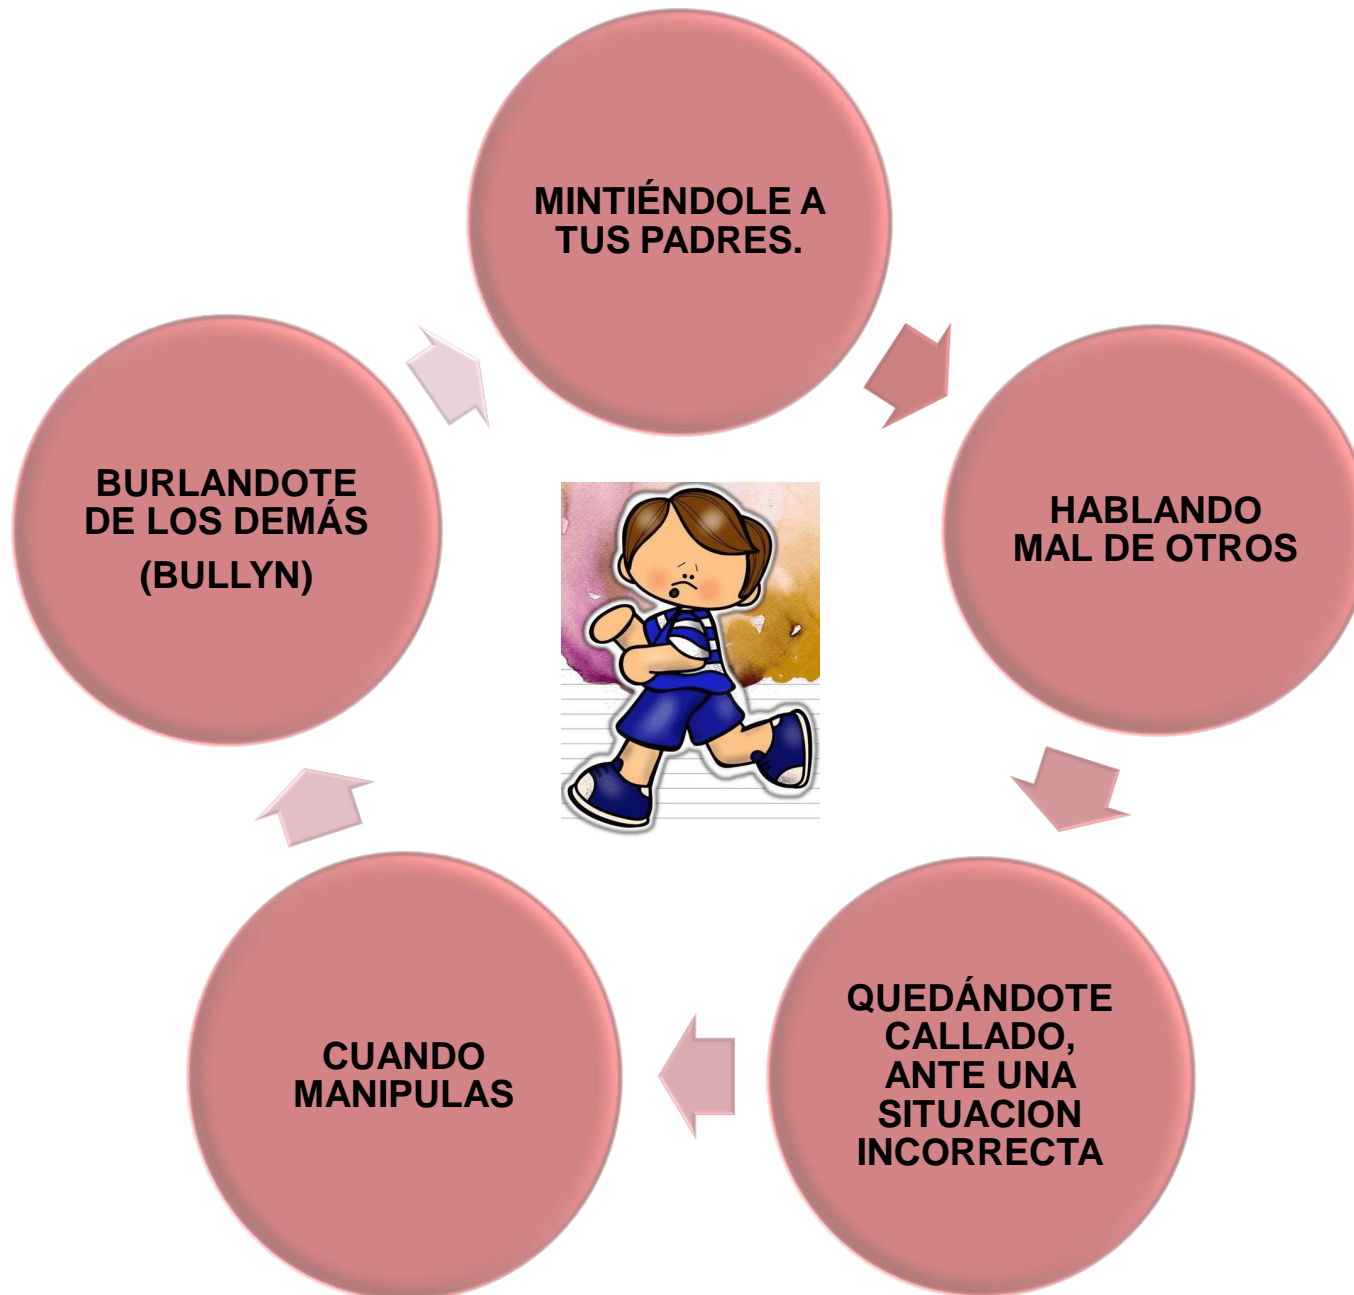 MINTIÉNDOLE A
TUS PADRES.
HABLANDO
MAL DE OTROS
QUEDÁNDOTE
CALLADO,
ANTE UNA
SITUACION
INCORRECTA
CUANDO
MANIPULAS
BURLANDOTE
DE LOS DEMÁS
(BULLYN)